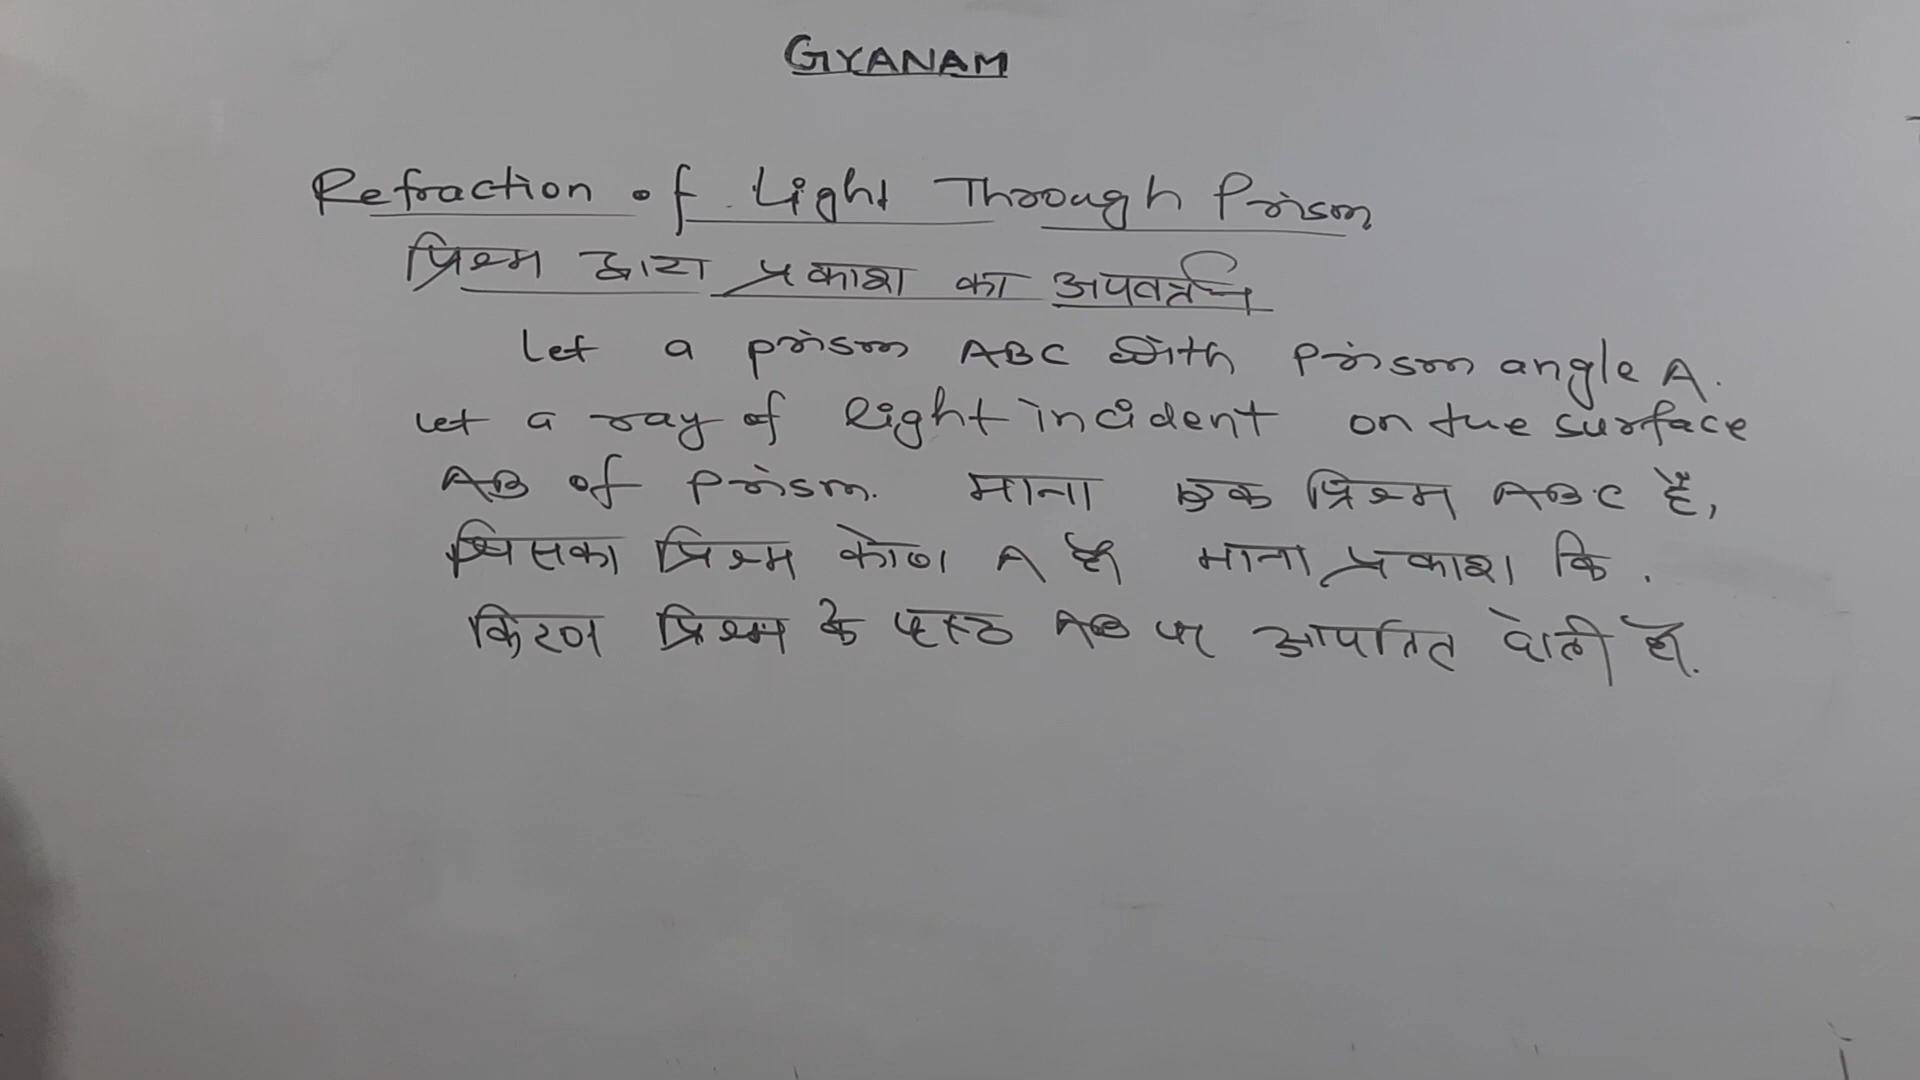 GYANAM
Refraction of Light Through Prism
प्रिज्म द्वारा प्रकाश का अपवर्तन
Let a prism ABC with Prism angle A.
Let a ray of light incident on the surface
AB of Prism. माना एक प्रिज्म ABC है,
जिसका प्रिज्म कोण A है माना प्रकाश कि
किरण प्रिज्म के पृष्ठ AB पर आपतित होती है.